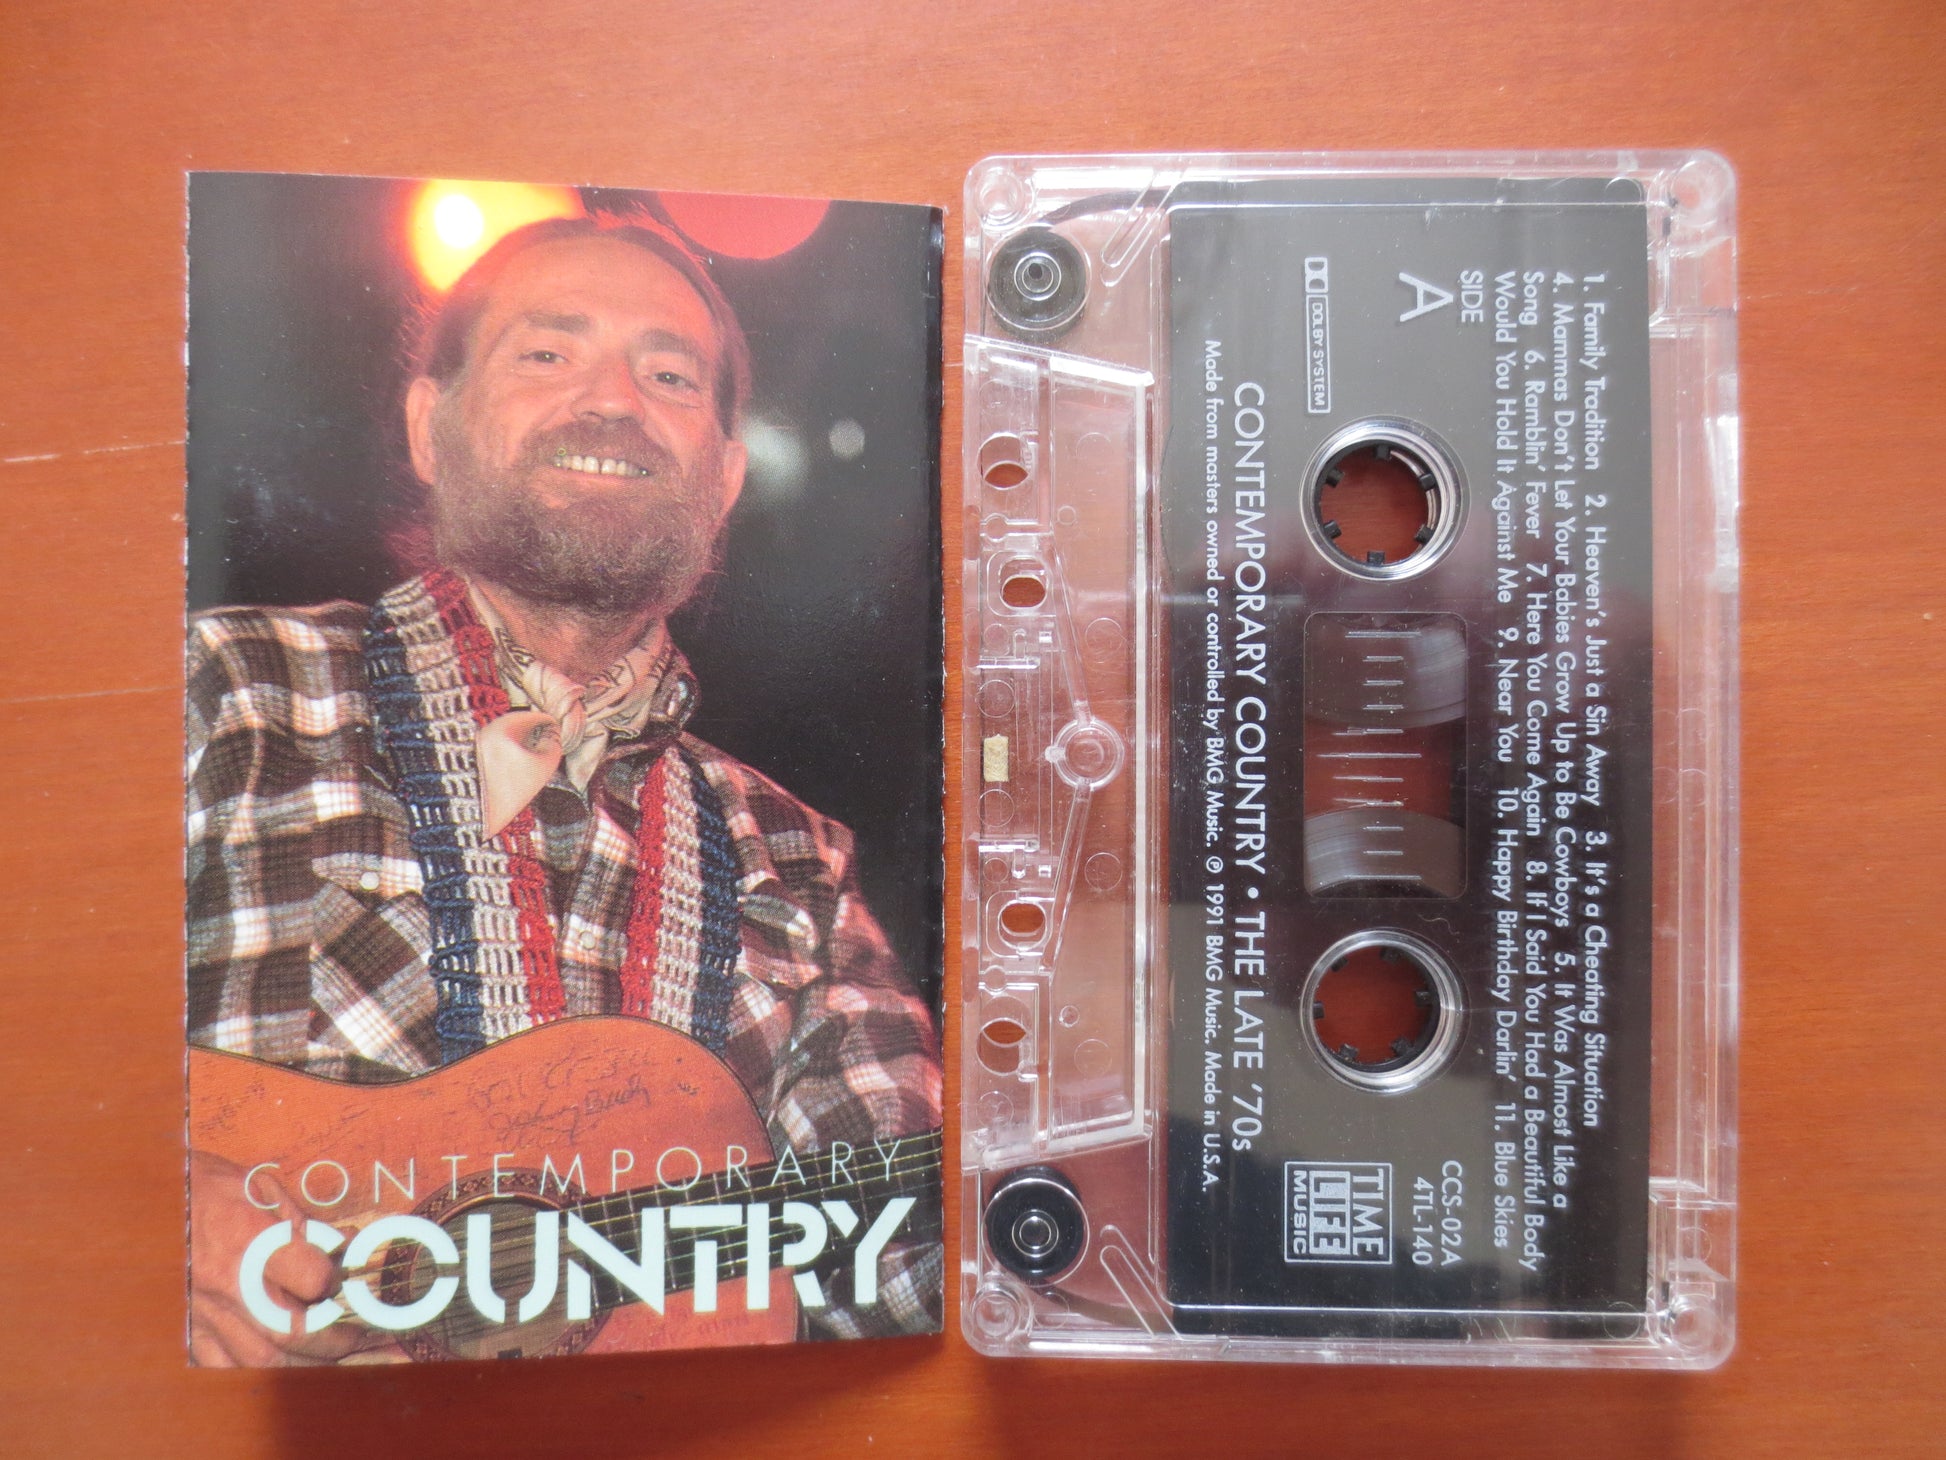 CONTEMPORARY
COUNTRY
1. Family Tradition 2. Heaven's Just a Sin Away 3. It's a Cheating Situation
4. Mammas Don't Let Your Babies Grow Up to Be Cowboys 5. It Was Almost Like a
Song 6. Ramblin' Fever 7. Here You Come Again 8. If I Said You Had a Beautiful Body
Would You Hold It Against Me 9. Near You 10. Happy Birthday Darlin' 11. Blue Skies
SIDE
A
CCS-02A
4TL-140
DOLBY SYSTEM
TIME
LIFE
MUSIC
CONTEMPORARY COUNTRY • THE LATE '70s
Made from masters owned or controlled by BMG Music. ℗ 1991 BMG Music. Made in U.S.A.